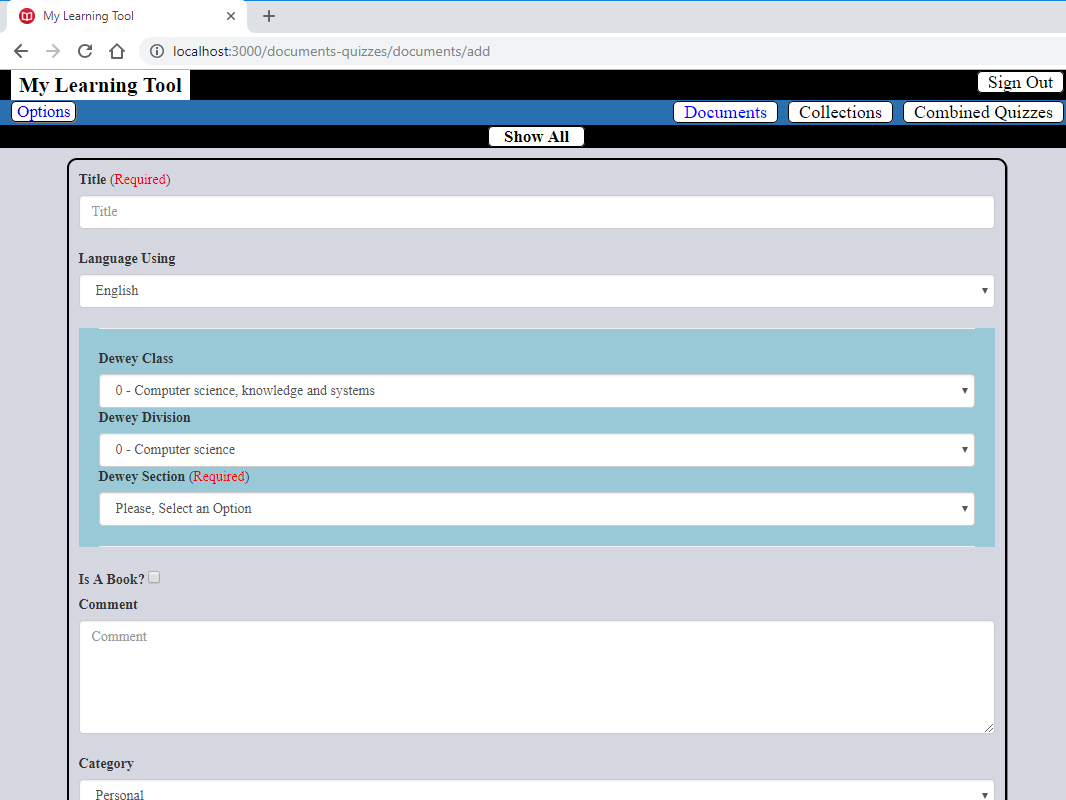 My Learning Tool
localhost:3000/documents-quizzes/documents/add
My Learning Tool
Sign Out
Options
Documents
Collections
Combined Quizzes
Show All
Title (Required)
Title
Language Using
English
Dewey Class
0 - Computer science, knowledge and systems
Dewey Division
0 - Computer science
Dewey Section (Required)
Please, Select an Option
Is A Book?
Comment
Comment
Category
Personal